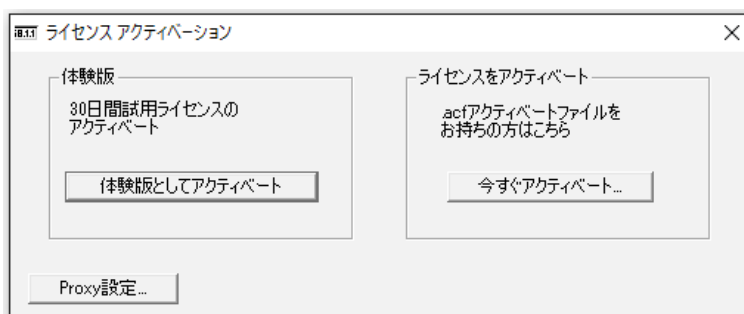 i8.1.1 ライセンス アクティベーション
体験版
30日間試用ライセンスの
アクティベート
体験版としてアクティベート
ライセンスをアクティベート
.acfアクティベートファイルを
お持ちの方はこちら
今すぐアクティベート...
Proxy設定...